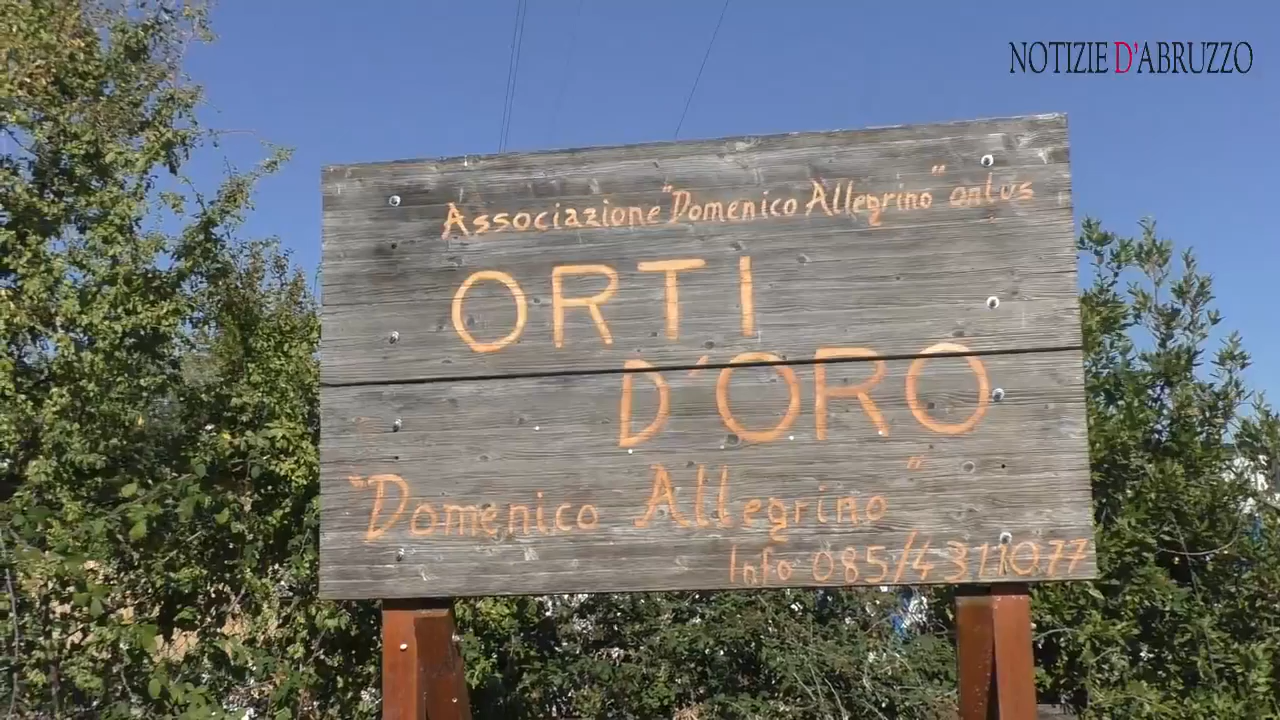 NOTIZIE D'ABRUZZO
Associazione "Domenico Allegrino" onlus
ORTI
D'ORO
"Domenico Allegrino"
Info 085/4311077